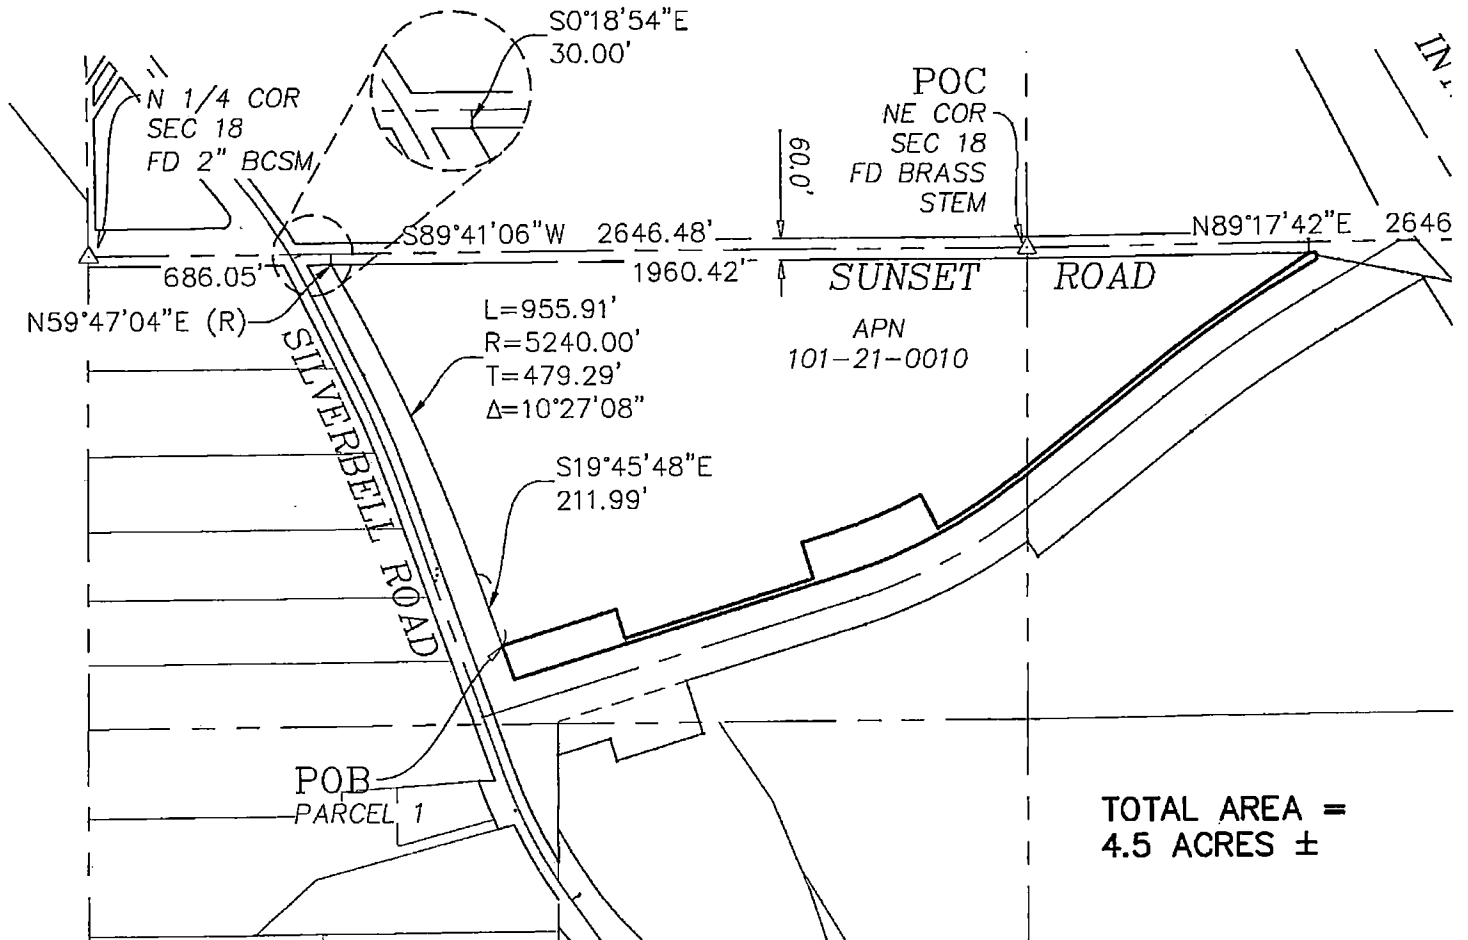 S0°18'54"E
30.00'
N 1/4 COR
SEC 18
FD 2" BCSM
POC
NE COR
SEC 18
FD BRASS
STEM
60.0'
S89°41'06"W 2646.48'
N89°17'42"E 2646
686.05'
1960.42'
SUNSET ROAD
N59°47'04"E (R)
L=955.91'
R=5240.00'
T=479.29'
Δ=10°27'08"
APN
101-21-0010
SILVERBELL ROAD
S19°45'48"E
211.99'
POB
PARCEL 1
TOTAL AREA =
4.5 ACRES ±